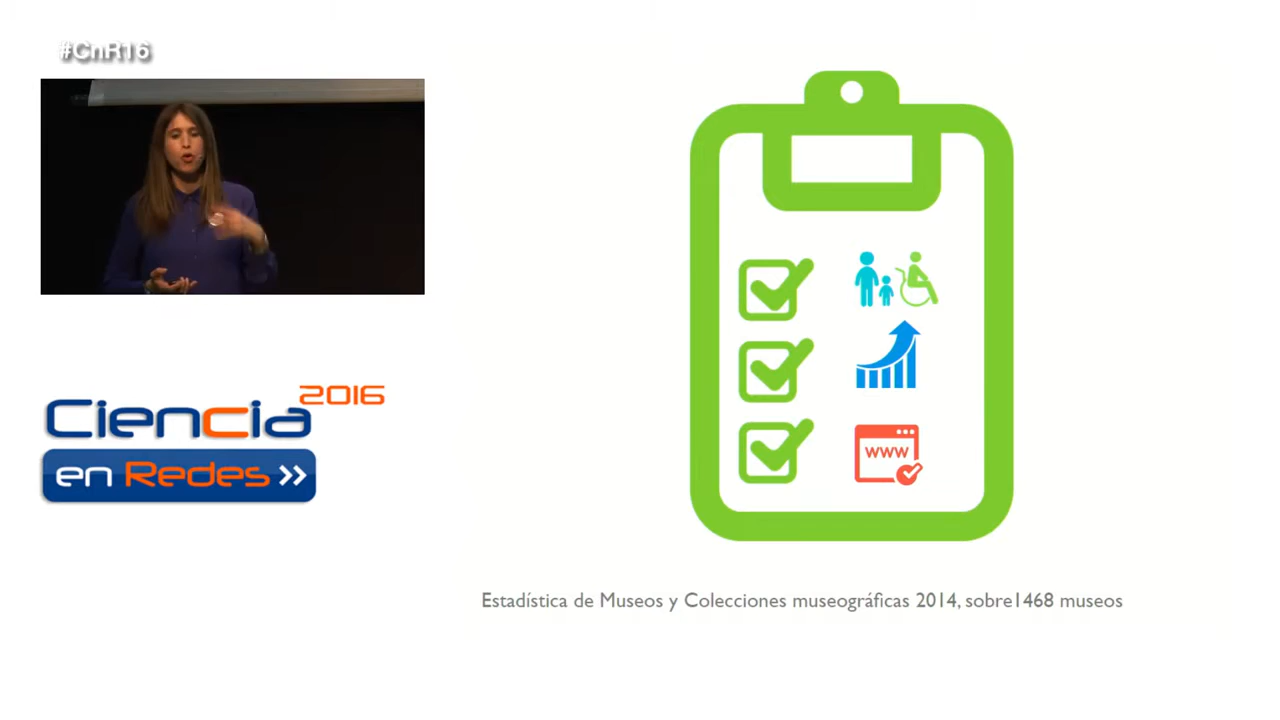 #CnR16
2016
Ciencia
en Redes >>
www
Estadística de Museos y Colecciones museográficas 2014, sobre1468 museos